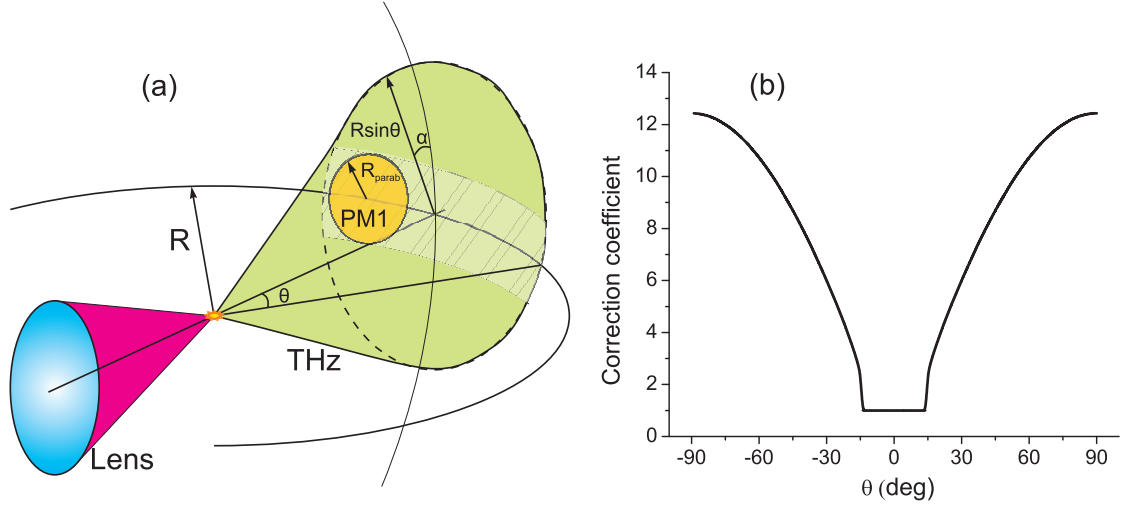 (a)
Rsinθ
α
R parab
PM1
R
θ
THz
Lens
(b)
Correction coefficient
14
12
10
8
6
4
2
0
-90 -60 -30 0 30 60 90
θ (deg)